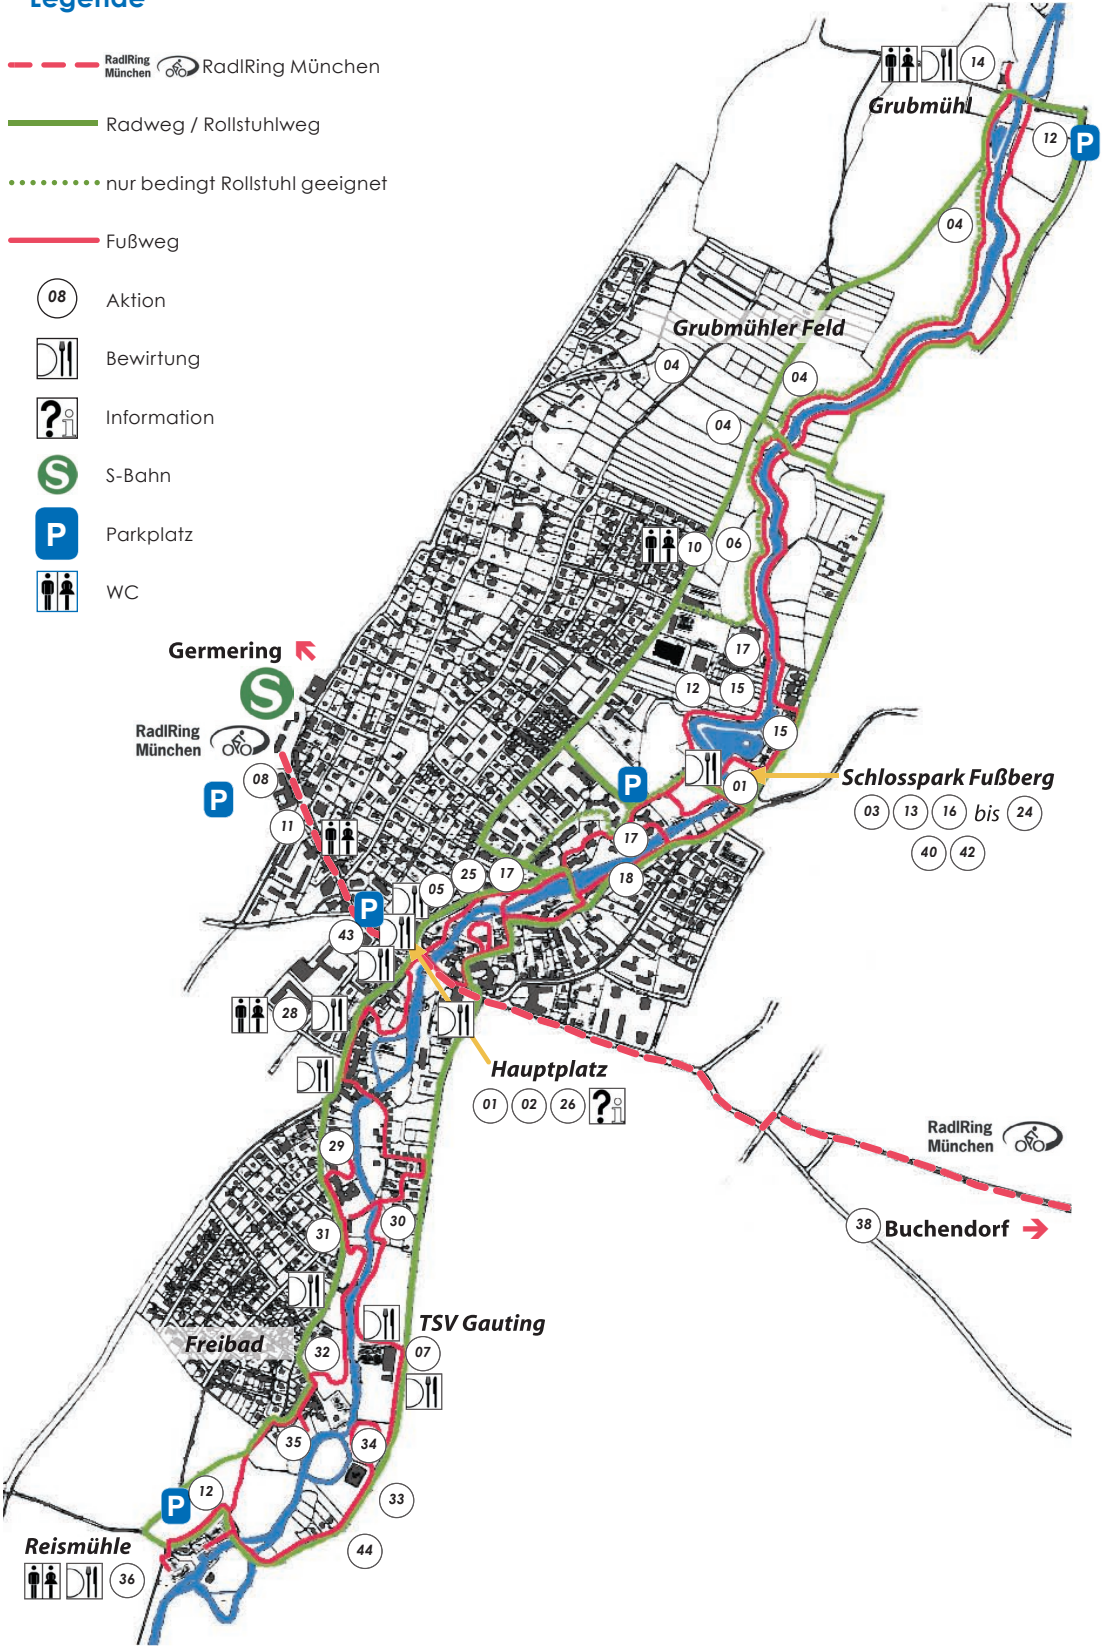 Legende
RadlRing
München
RadlRing München
Radweg / Rollstuhlweg
nur bedingt Rollstuhl geeignet
Fußweg
08
Aktion
Bewirtung
? i
Information
S
S-Bahn
P
Parkplatz
WC
14
Grubmühl
12
P
04
Grubmühler Feld
04
04
04
10
06
17
Germering
S
12
15
RadlRing
München
15
08
P
P
01
Schlosspark Fußberg
03 13 16 bis 24
40 42
11
17
05
25
17
18
P
43
28
Hauptplatz
01 02 26 ? i
RadlRing
München
29
30
31
38
Buchendorf
TSV Gauting
Freibad
32
07
35
34
12
P
33
Reismühle
44
36